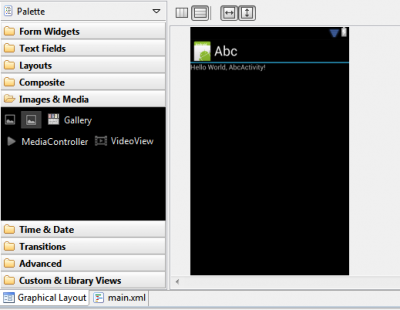 Palette
Form Widgets
Text Fields
Layouts
Composite
Images & Media
Gallery
MediaController VideoView
Time & Date
Transitions
Advanced
Custom & Library Views
Abc
Hello World, AbcActivity!
Graphical Layout main.xml